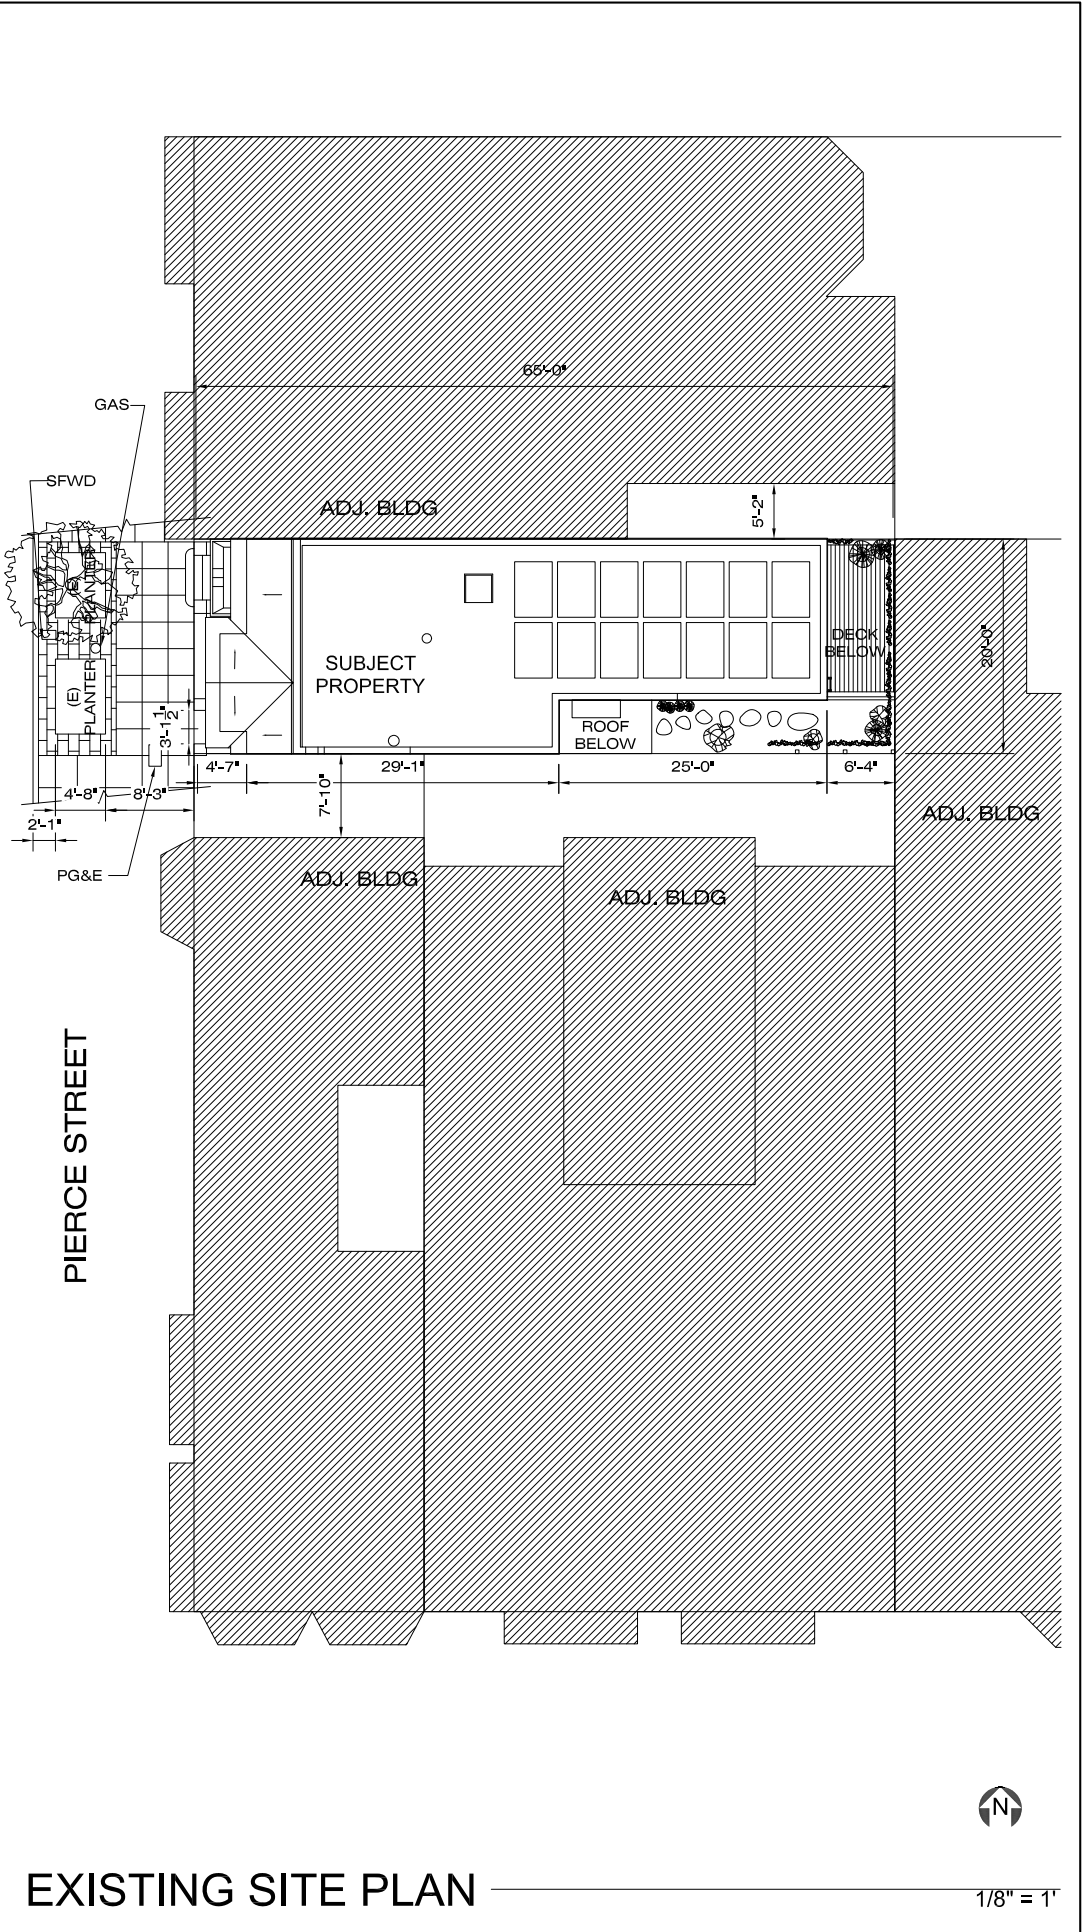 65'-0"
GAS
SFWD
ADJ. BLDG
5'-2"
(E)
PLANTER
DECK
BELOW
20'-0"
SUBJECT
PROPERTY
(E)
PLANTER
3'-1 1/2"
ROOF
BELOW
4'-7"
29'-1"
25'-0"
6'-4"
7'-10"
4'-8"
8'-3"
2'-1"
ADJ. BLDG
PG&E
ADJ. BLDG
ADJ. BLDG
PIERCE STREET
N
EXISTING SITE PLAN
1/8" = 1'